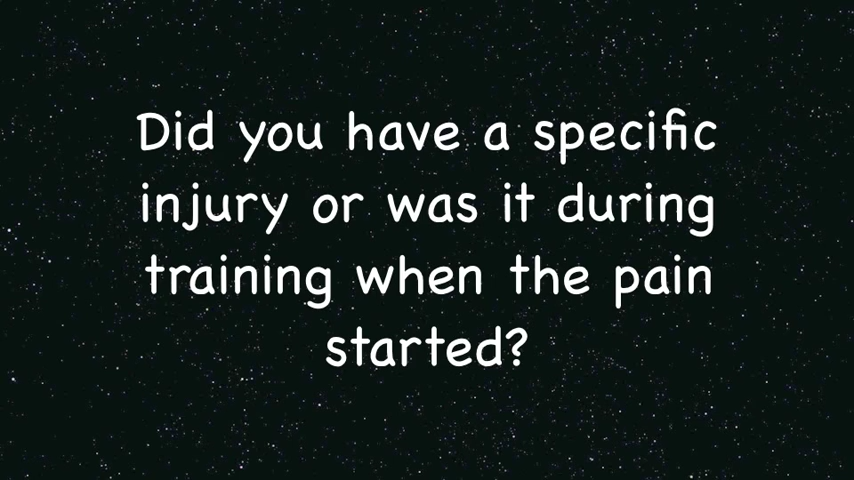 Did you have a specific
injury or was it during
training when the pain
started?